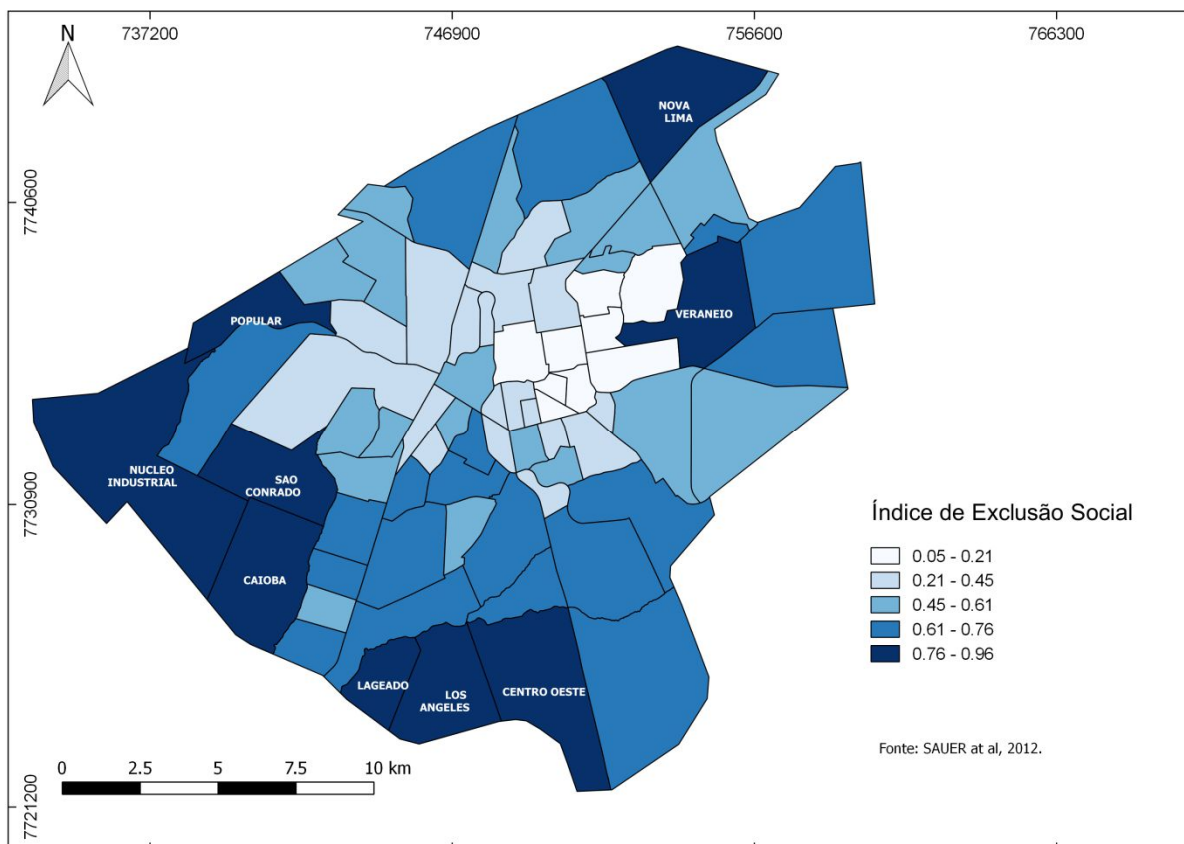 737200
746900
756600
766300
N
7740600
7730900
7721200
NOVA
LIMA
VERANEIO
POPULAR
NUCLEO
INDUSTRIAL
SAO
CONRADO
CAIOBA
LAGEADO
LOS
ANGELES
CENTRO OESTE
Índice de Exclusão Social
0.05 - 0.21
0.21 - 0.45
0.45 - 0.61
0.61 - 0.76
0.76 - 0.96
Fonte: SAUER at al, 2012.
0 2.5 5 7.5 10 km